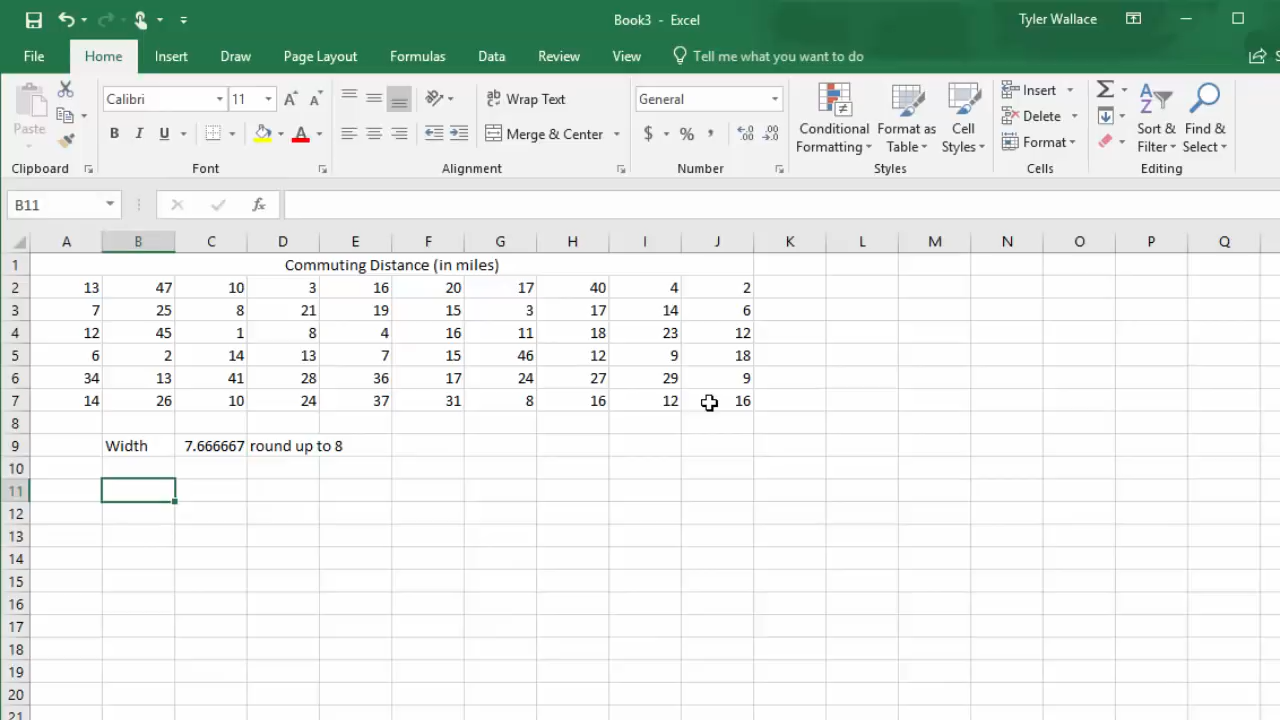 Book3 - Excel
Tyler Wallace
File Home Insert Draw Page Layout Formulas Data Review View Tell me what you want to do S
Paste
Calibri 11
Wrap Text
General
Insert
B I U A
Merge & Center
$ % ,
Conditional Formatting
Format as Table
Cell Styles
Delete
Format
Sort & Filter
Find & Select
Clipboard Font Alignment Number Styles Cells Editing
B11 fx
A B C D E F G H I J K L M N O P Q
1 Commuting Distance (in miles)
2 13 47 10 3 16 20 17 40 4 2
3 7 25 8 21 19 15 3 17 14 6
4 12 45 1 8 4 16 11 18 23 12
5 6 2 14 13 7 15 46 12 9 18
6 34 13 41 28 36 17 24 27 29 9
7 14 26 10 24 37 31 8 16 12 16
8
9 Width 7.666667 round up to 8
10
11
12
13
14
15
16
17
18
19
20
21